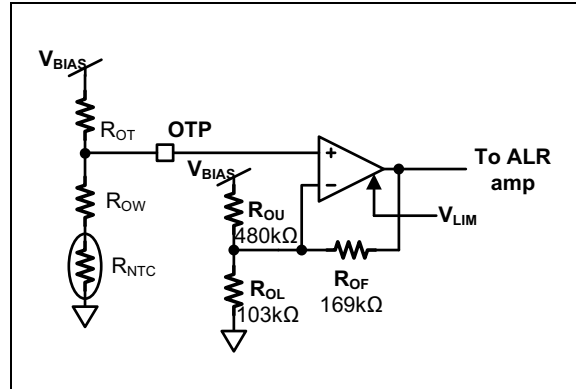 VBIAS
ROT
OTP
VBIAS
To ALR
amp
ROW
ROU
480kΩ
VLIM
RNTC
ROL
103kΩ
ROF
169kΩ
+
−